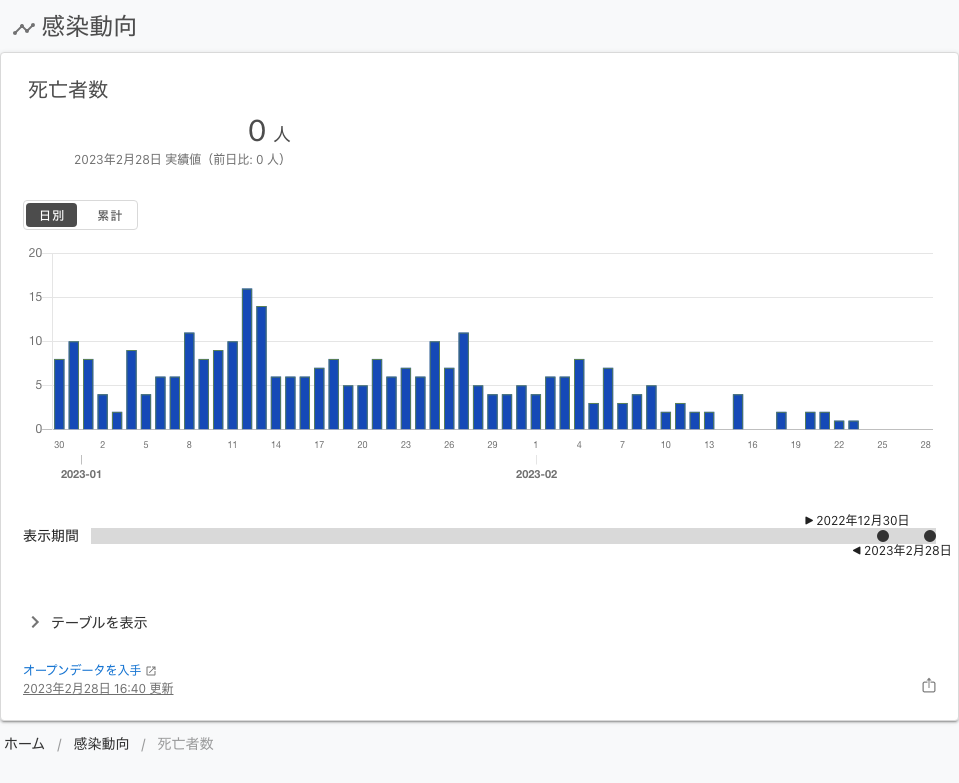 感染動向
死亡者数
0 人
2023年2月28日 実績値（前日比: 0 人）
日別 累計
20
15
10
5
0
30 2 5 8 11 14 17 20 23 26 29 1 4 7 10 13 16 19 22 25 28
2023-01 2023-02
2022年12月30日
表示期間
2023年2月28日
テーブルを表示
オープンデータを入手
2023年2月28日 16:40 更新
ホーム / 感染動向 / 死亡者数